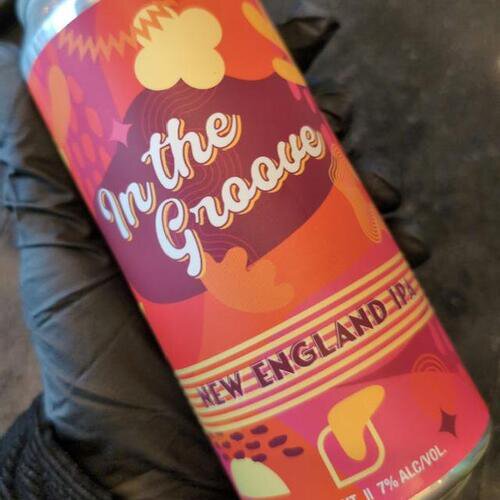 In the
Groove
NEW ENGLAND IPA
7% ALC/VOL.